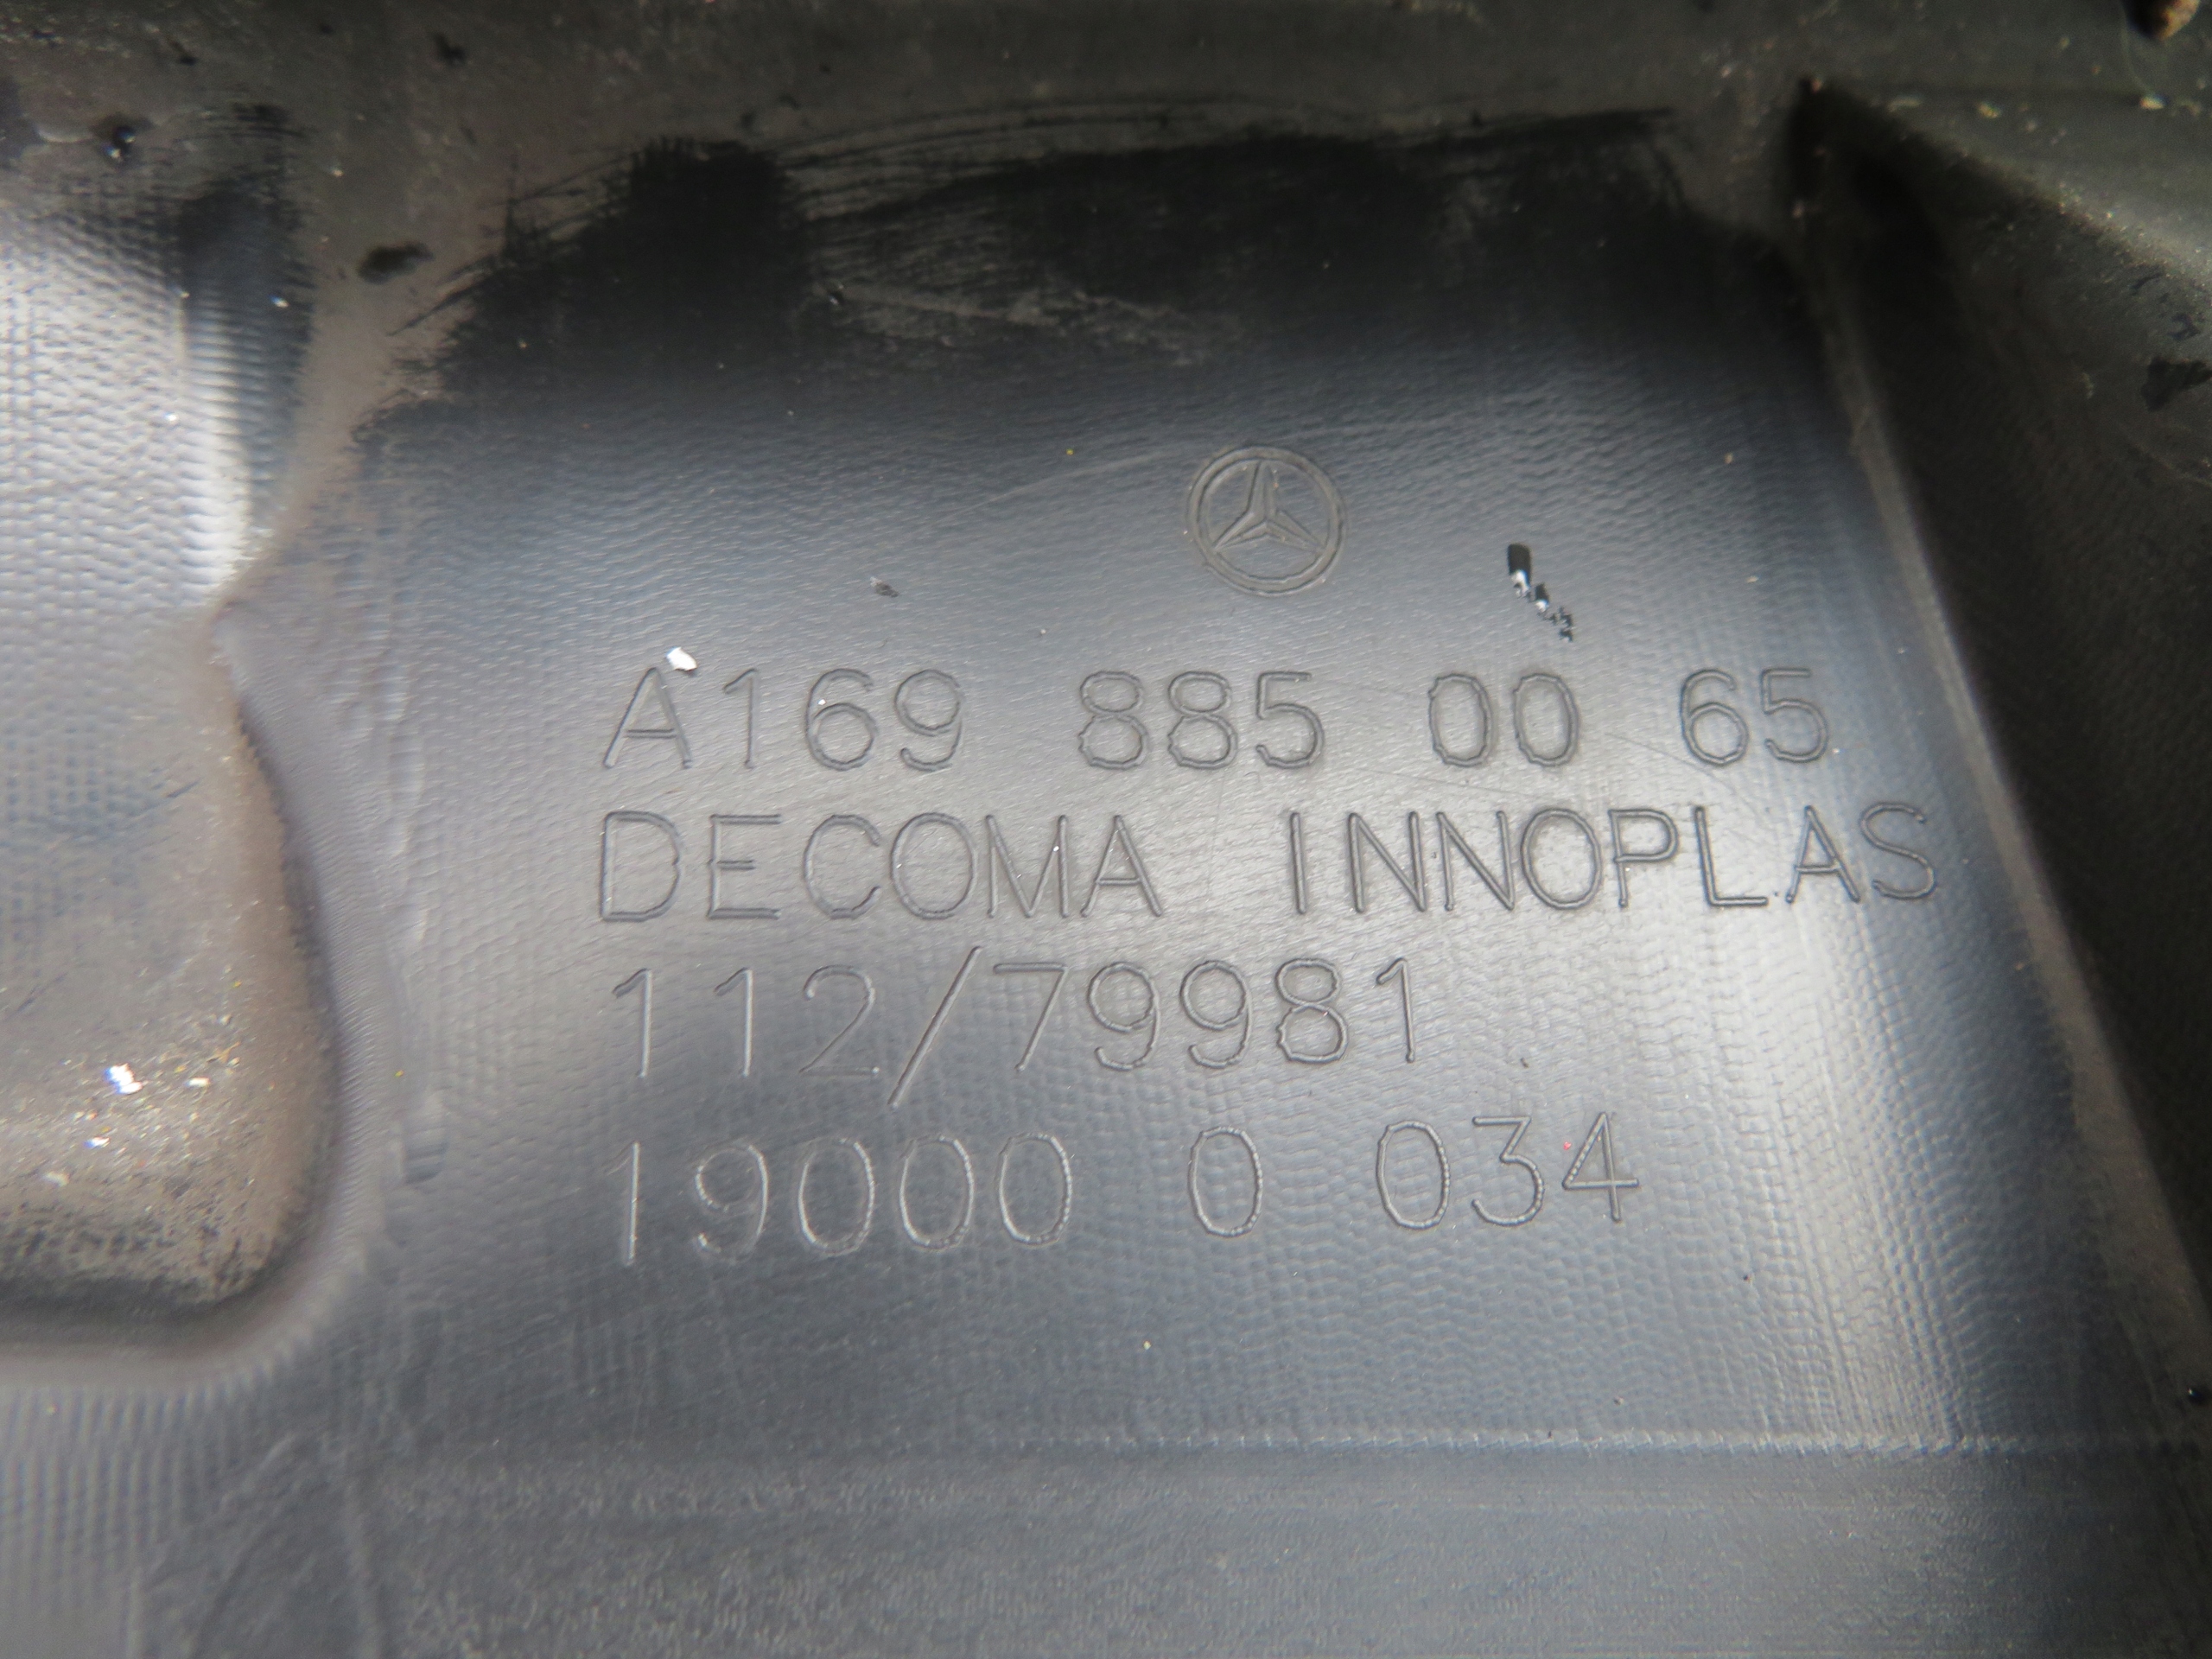 A169 885 00 65
DECOMA INNOPLAS
112/79981
19000 0 034